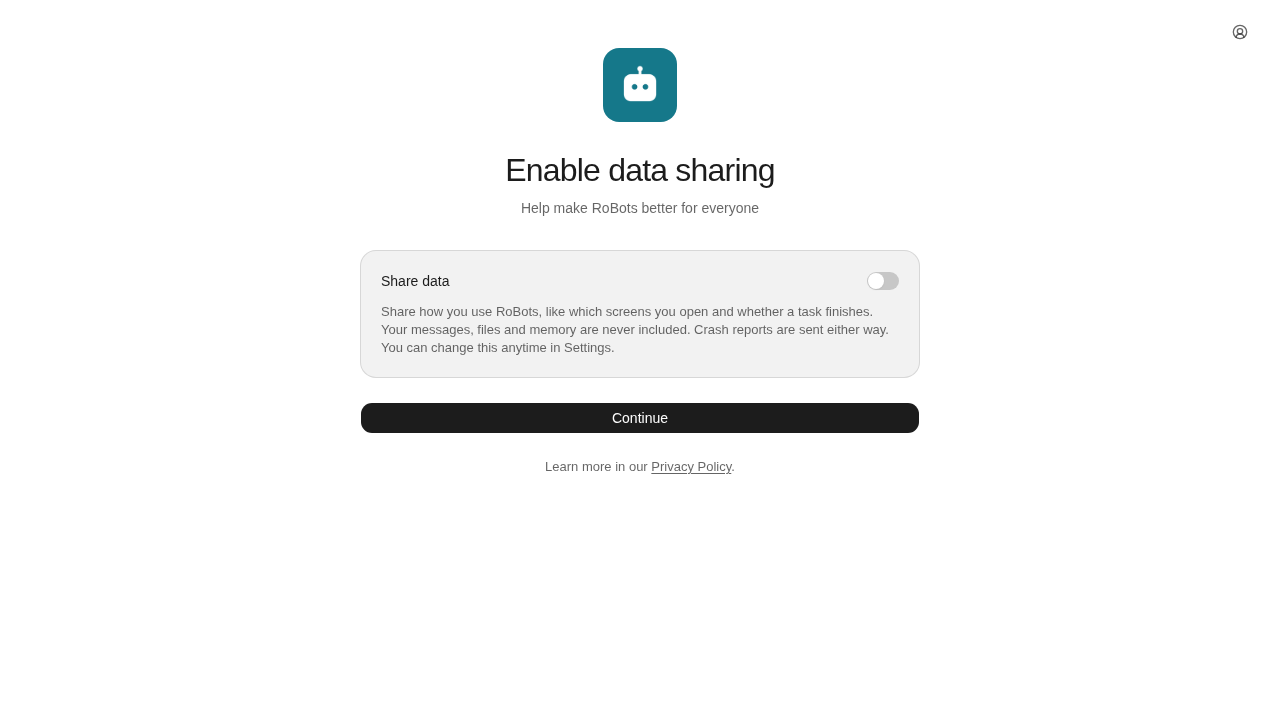 Enable data sharing
Help make RoBots better for everyone
Share data
Share how you use RoBots, like which screens you open and whether a task finishes.
Your messages, files and memory are never included. Crash reports are sent either way.
You can change this anytime in Settings.
Continue
Learn more in our Privacy Policy.